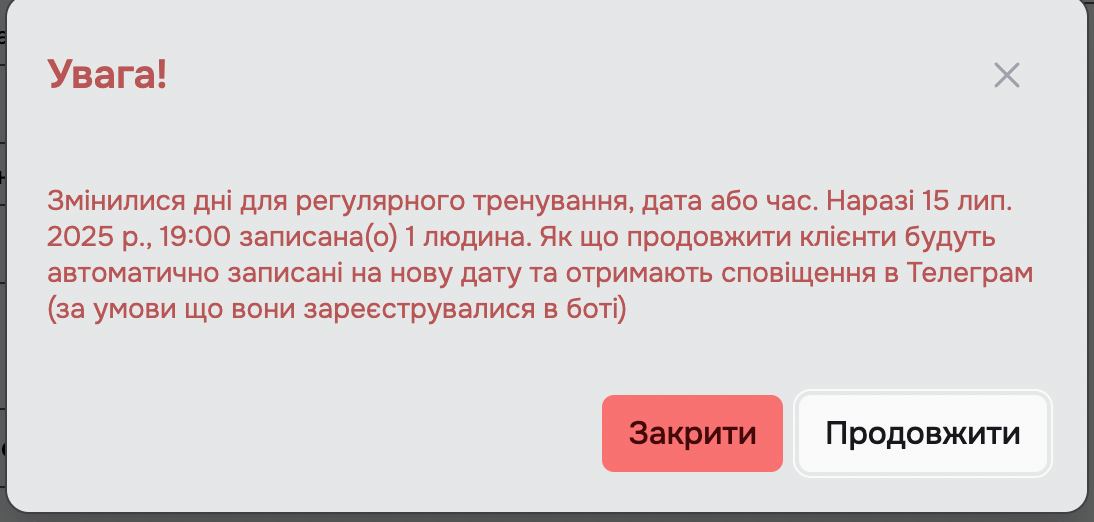 Увага!
Змінилися дні для регулярного тренування, дата або час. Наразі 15 лип.
2025 р., 19:00 записана(о) 1 людина. Як що продовжити клієнти будуть
автоматично записані на нову дату та отримають сповіщення в Телеграм
(за умови що вони зареєструвалися в боті)
Закрити
Продовжити